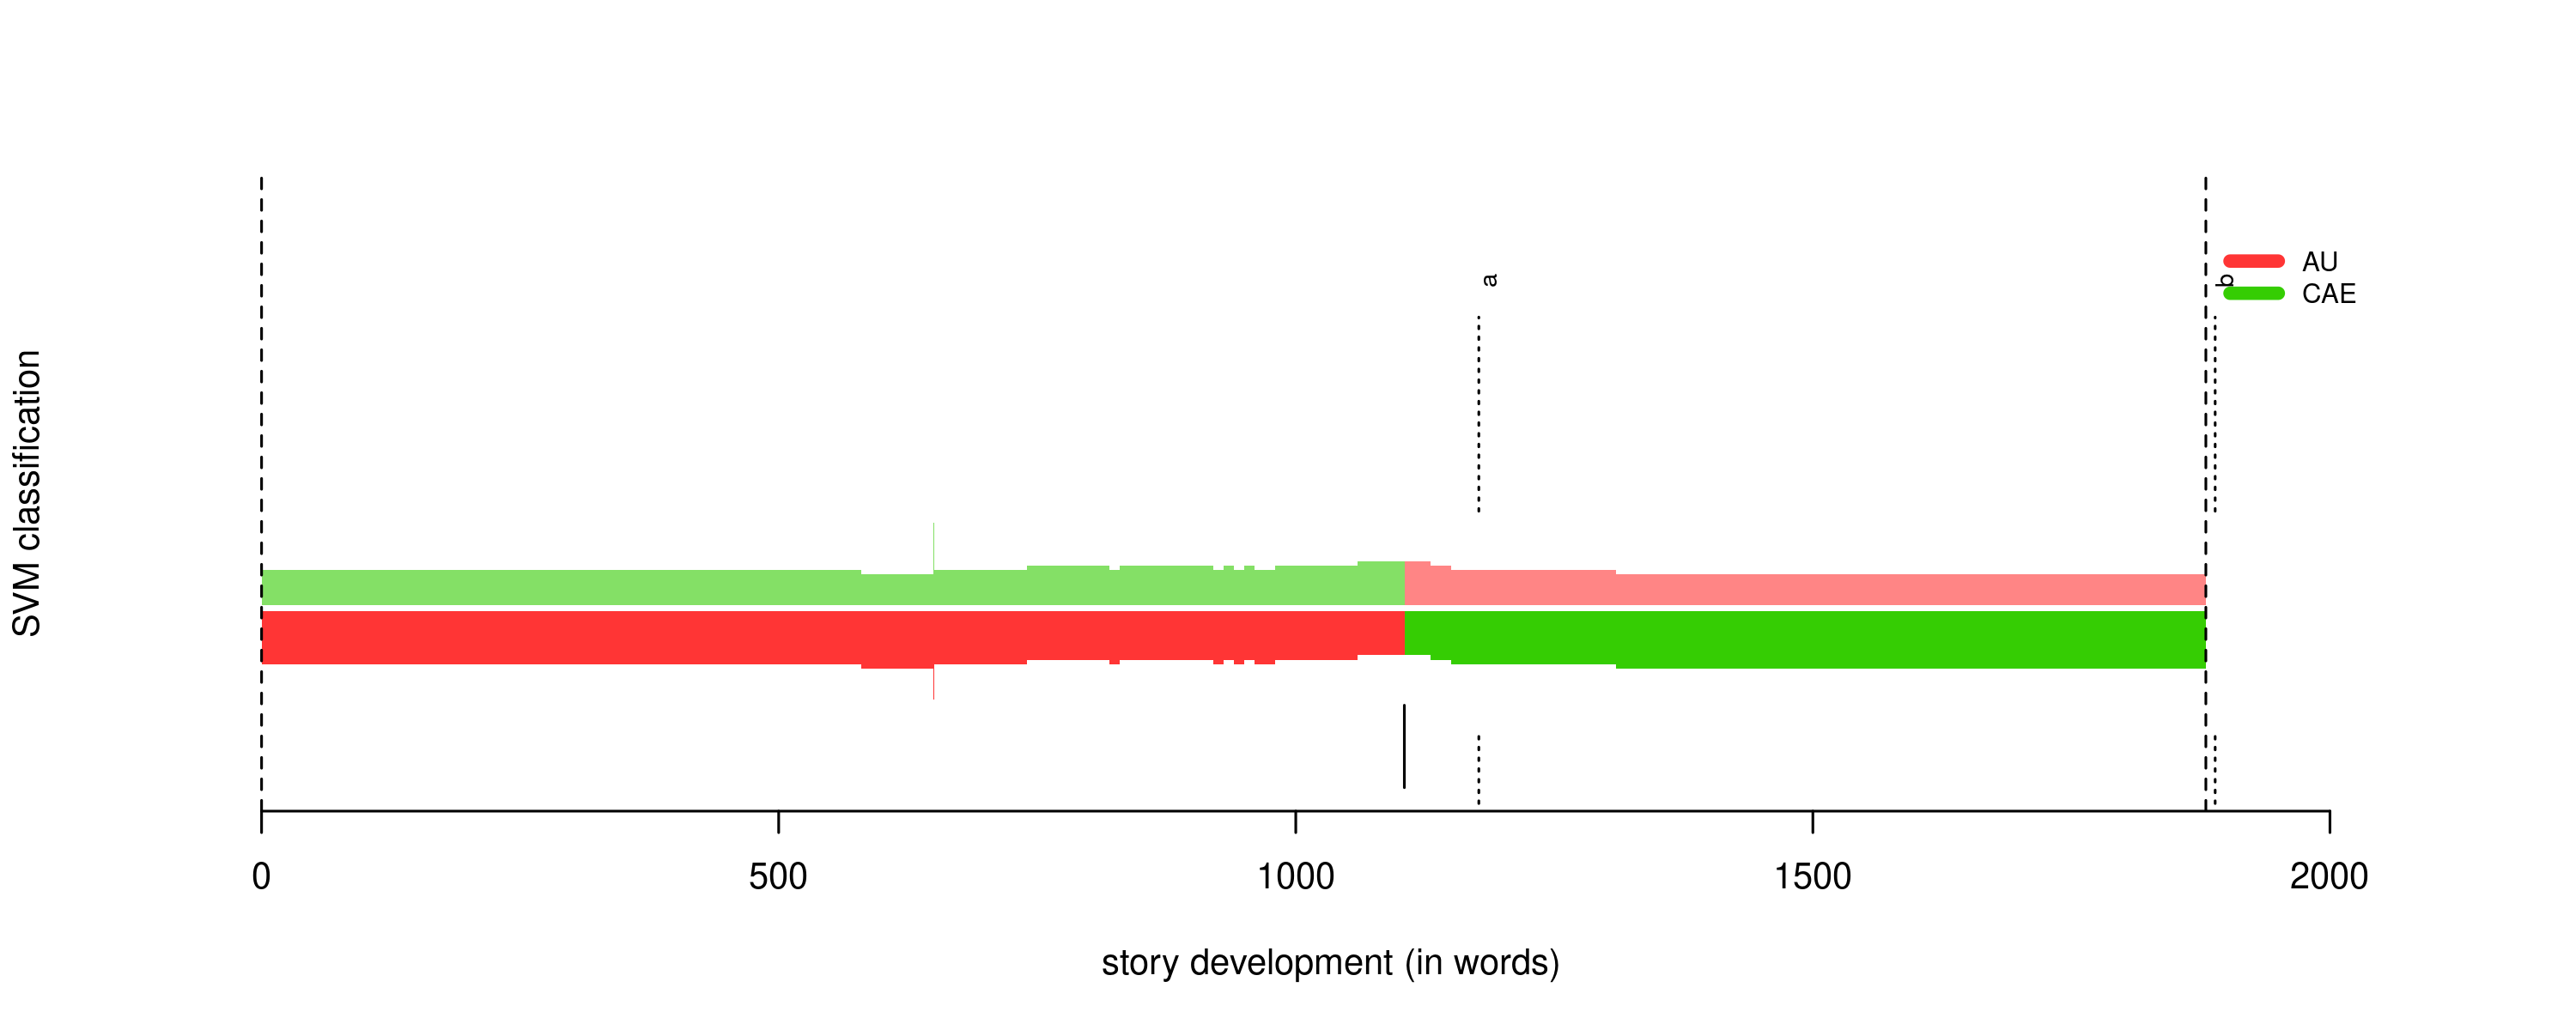 AU
a
b
CAE
SVM classification
0 500 1000 1500 2000
story development (in words)